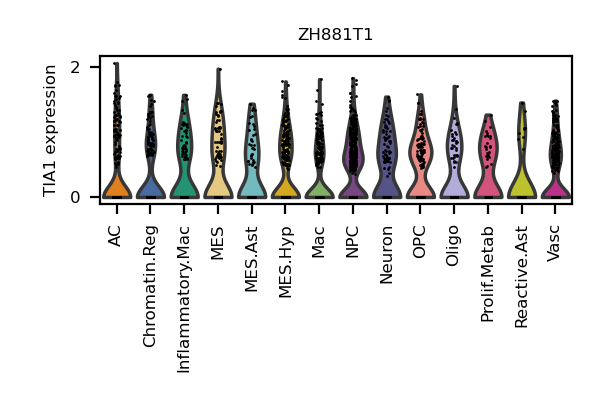 ZH881T1
TIA1 expression
2
0
AC
Chromatin.Reg
Inflammatory.Mac
MES
MES.Ast
MES.Hyp
Mac
NPC
Neuron
OPC
Oligo
Prolif.Metab
Reactive.Ast
Vasc